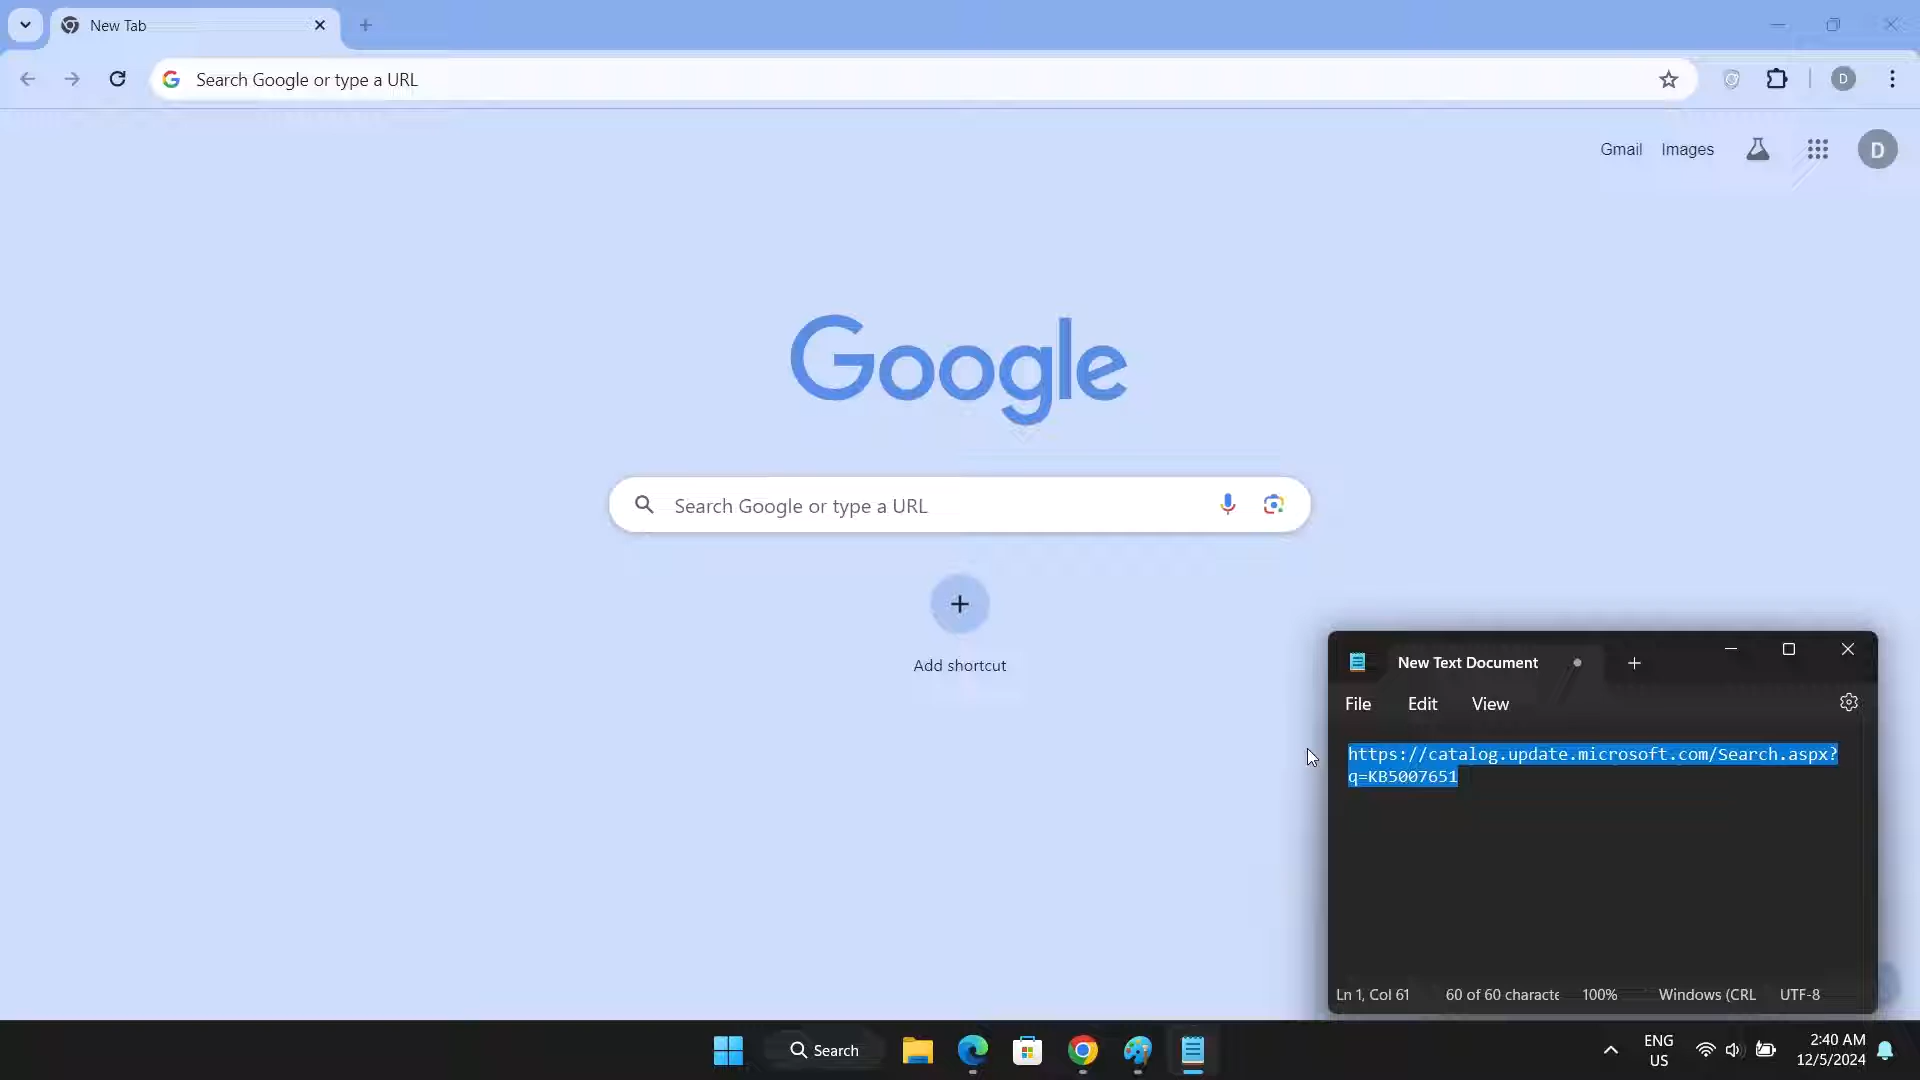 New Tab
Search Google or type a URL
D
Gmail Images
D
Google
Search Google or type a URL
Add shortcut
New Text Document
File Edit View
https://catalog.update.microsoft.com/Search.aspx?
q=KB5007651
Ln 1, Col 61 60 of 60 characte 100% Windows (CRL UTF-8
Search
ENG
US
2:40 AM
12/5/2024